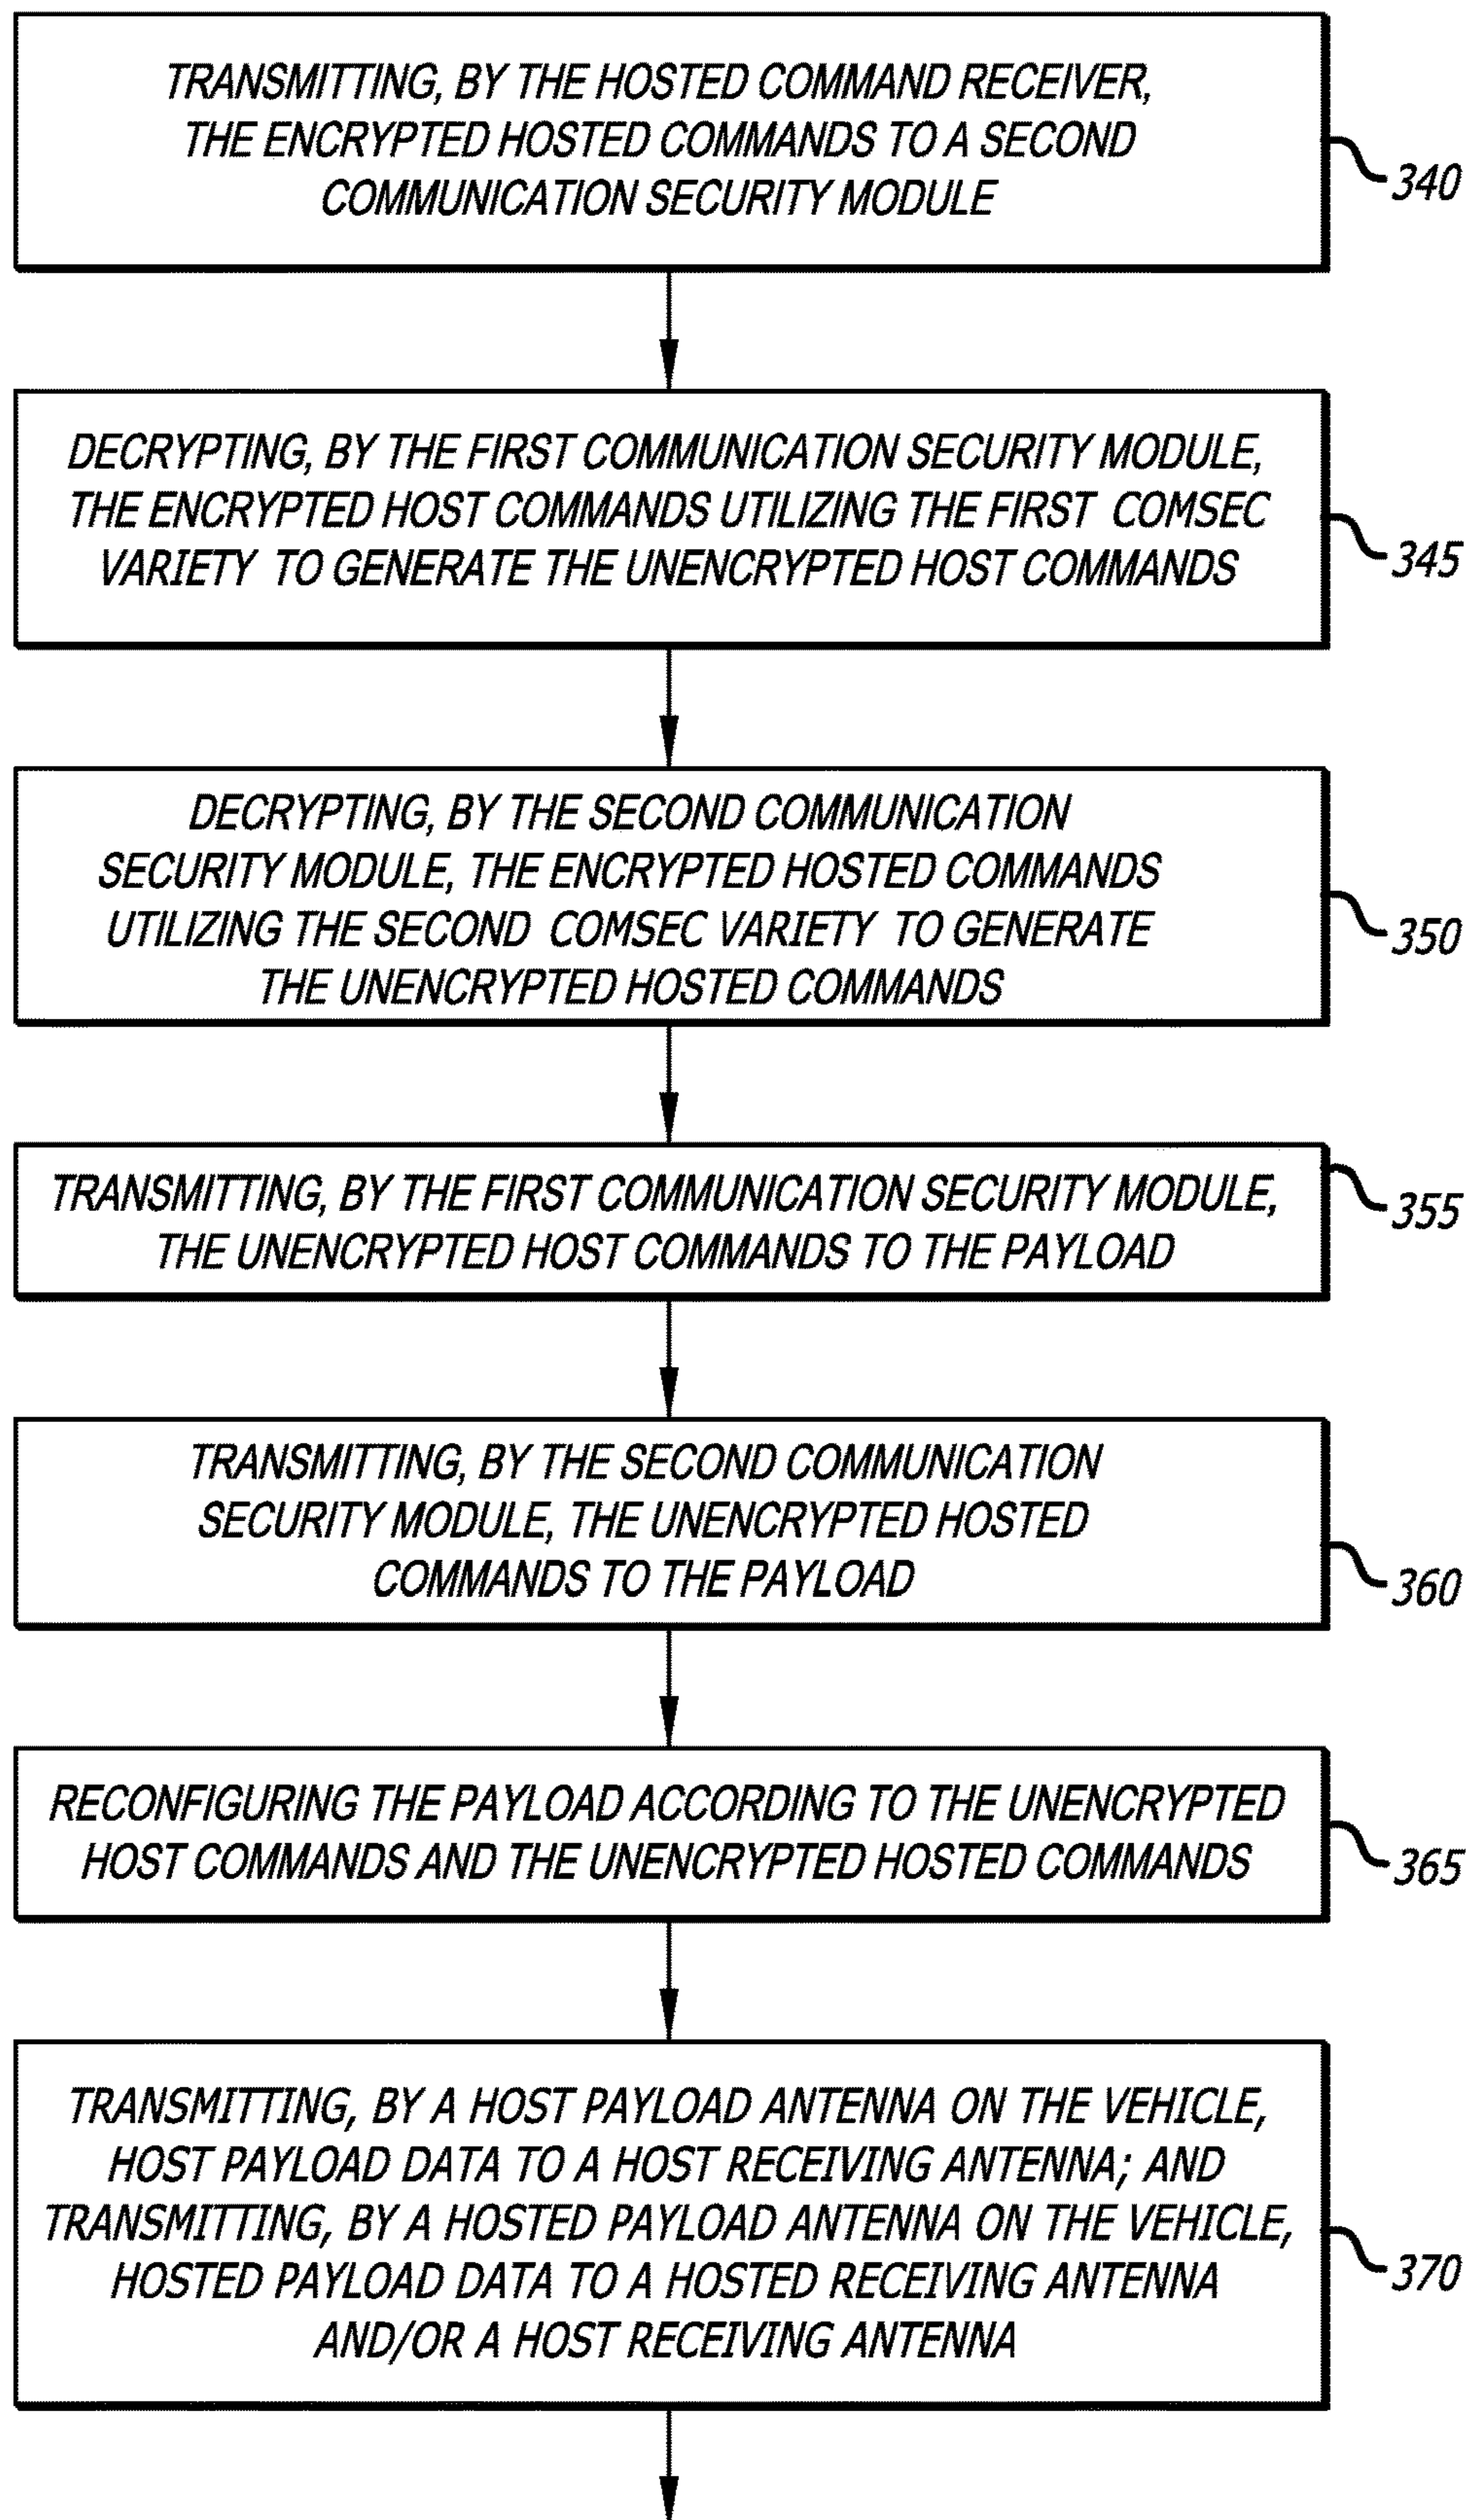 TRANSMITTING, BY THE HOSTED COMMAND RECEIVER,
THE ENCRYPTED HOSTED COMMANDS TO A SECOND
COMMUNICATION SECURITY MODULE
340
DECRYPTING, BY THE FIRST COMMUNICATION SECURITY MODULE,
THE ENCRYPTED HOST COMMANDS UTILIZING THE FIRST COMSEC
VARIETY TO GENERATE THE UNENCRYPTED HOST COMMANDS
345
DECRYPTING, BY THE SECOND COMMUNICATION
SECURITY MODULE, THE ENCRYPTED HOSTED COMMANDS
UTILIZING THE SECOND COMSEC VARIETY TO GENERATE
THE UNENCRYPTED HOSTED COMMANDS
350
TRANSMITTING, BY THE FIRST COMMUNICATION SECURITY MODULE,
THE UNENCRYPTED HOST COMMANDS TO THE PAYLOAD
355
TRANSMITTING, BY THE SECOND COMMUNICATION
SECURITY MODULE, THE UNENCRYPTED HOSTED
COMMANDS TO THE PAYLOAD
360
RECONFIGURING THE PAYLOAD ACCORDING TO THE UNENCRYPTED
HOST COMMANDS AND THE UNENCRYPTED HOSTED COMMANDS
365
TRANSMITTING, BY A HOST PAYLOAD ANTENNA ON THE VEHICLE,
HOST PAYLOAD DATA TO A HOST RECEIVING ANTENNA; AND
TRANSMITTING, BY A HOSTED PAYLOAD ANTENNA ON THE VEHICLE,
HOSTED PAYLOAD DATA TO A HOSTED RECEIVING ANTENNA
AND/OR A HOST RECEIVING ANTENNA
370